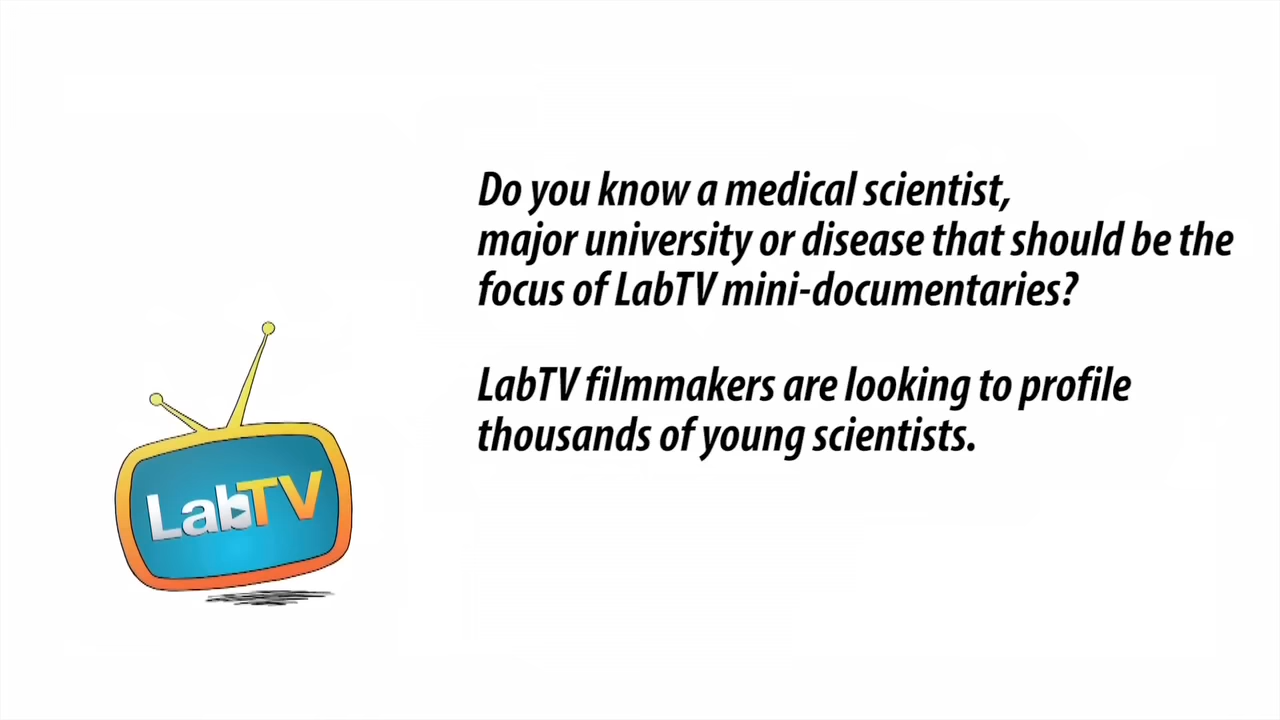 Do you know a medical scientist,
major university or disease that should be the
focus of LabTV mini-documentaries?
LabTV filmmakers are looking to profile
thousands of young scientists.
LabTV